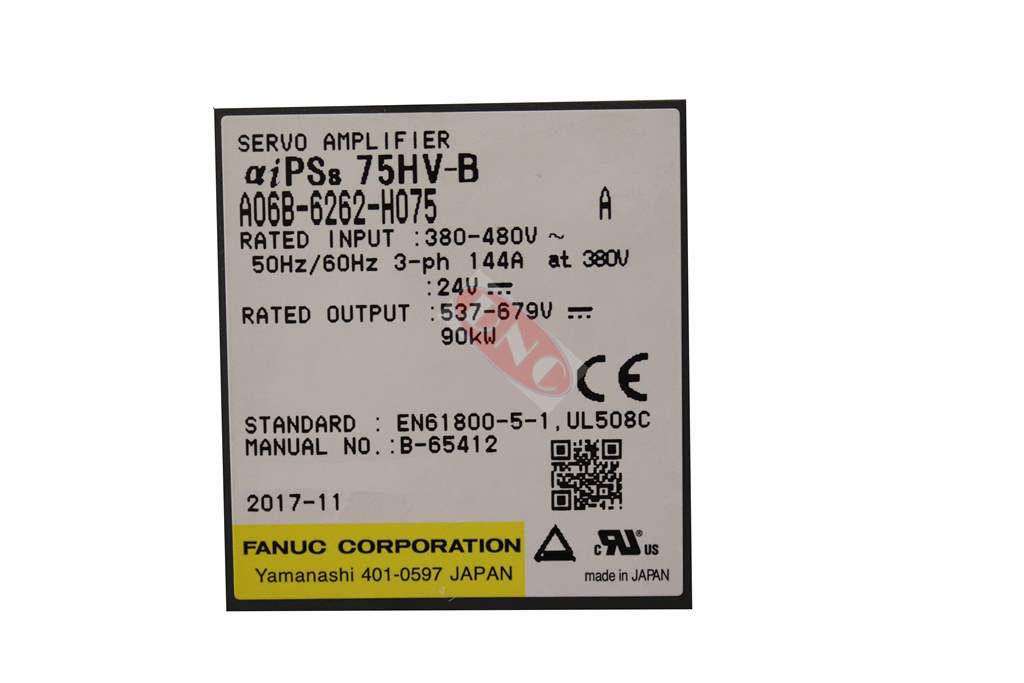 SERVO AMPLIFIER
αiPSs 75HV-B
A06B-6262-H075 A
RATED INPUT :380-480V ~
50Hz/60Hz 3-ph 144A at 380V
:24V ⎓
RATED OUTPUT :537-679V ⎓
90kW
ENC
CE
STANDARD : EN61800-5-1,UL508C
MANUAL NO.:B-65412
2017-11
FANUC CORPORATION
Yamanashi 401-0597 JAPAN
c RU® US
made in JAPAN